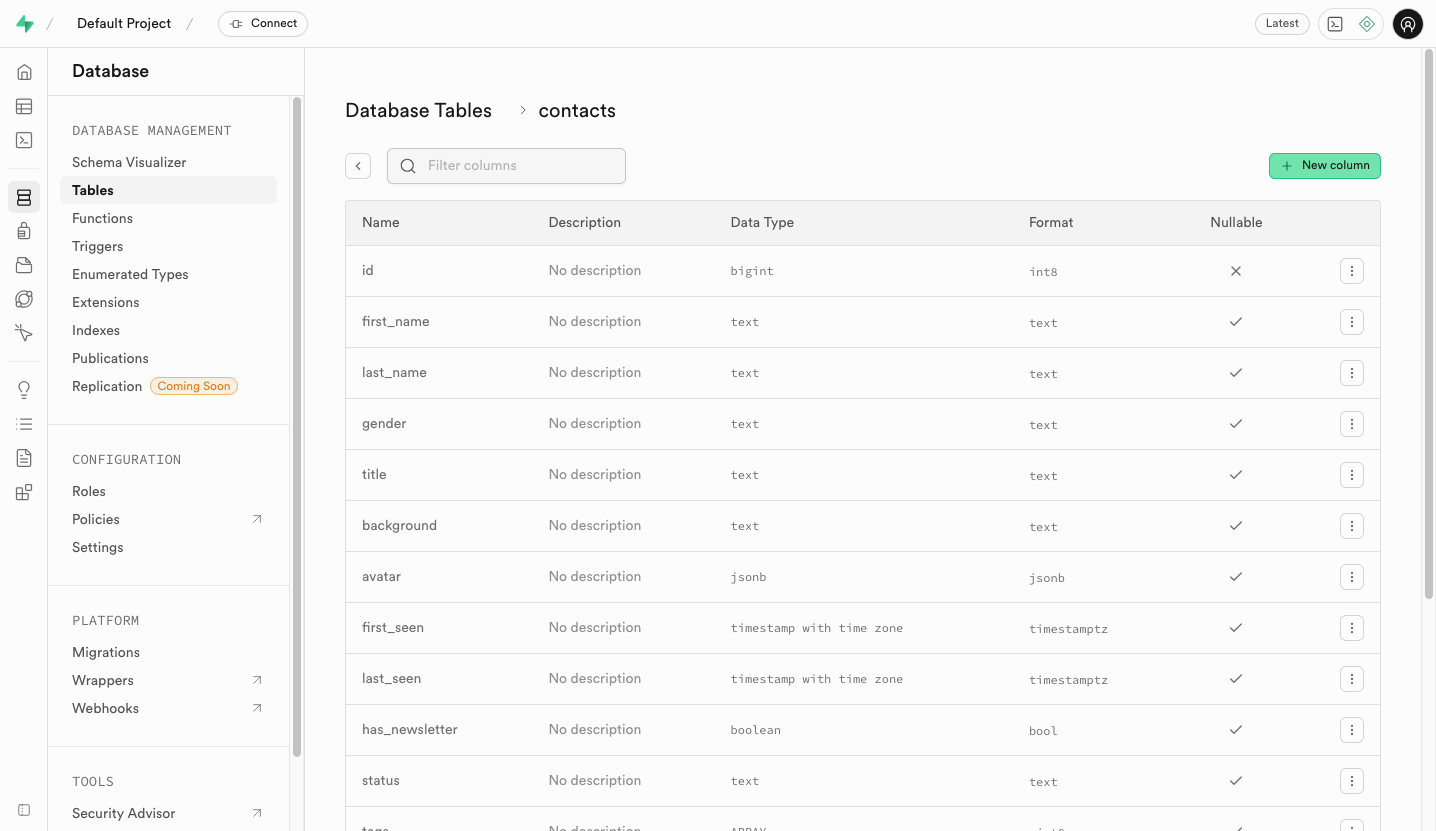 Default Project
Connect
Latest
Database
DATABASE MANAGEMENT
Schema Visualizer
Tables
Functions
Triggers
Enumerated Types
Extensions
Indexes
Publications
Replication Coming Soon
CONFIGURATION
Roles
Policies
Settings
PLATFORM
Migrations
Wrappers
Webhooks
TOOLS
Security Advisor
Database Tables contacts
Filter columns
New column
Name Description Data Type Format Nullable
id No description bigint int8
first_name No description text text
last_name No description text text
gender No description text text
title No description text text
background No description text text
avatar No description jsonb jsonb
first_seen No description timestamp with time zone timestamptz
last_seen No description timestamp with time zone timestamptz
has_newsletter No description boolean bool
status No description text text
tags No description ARRAY